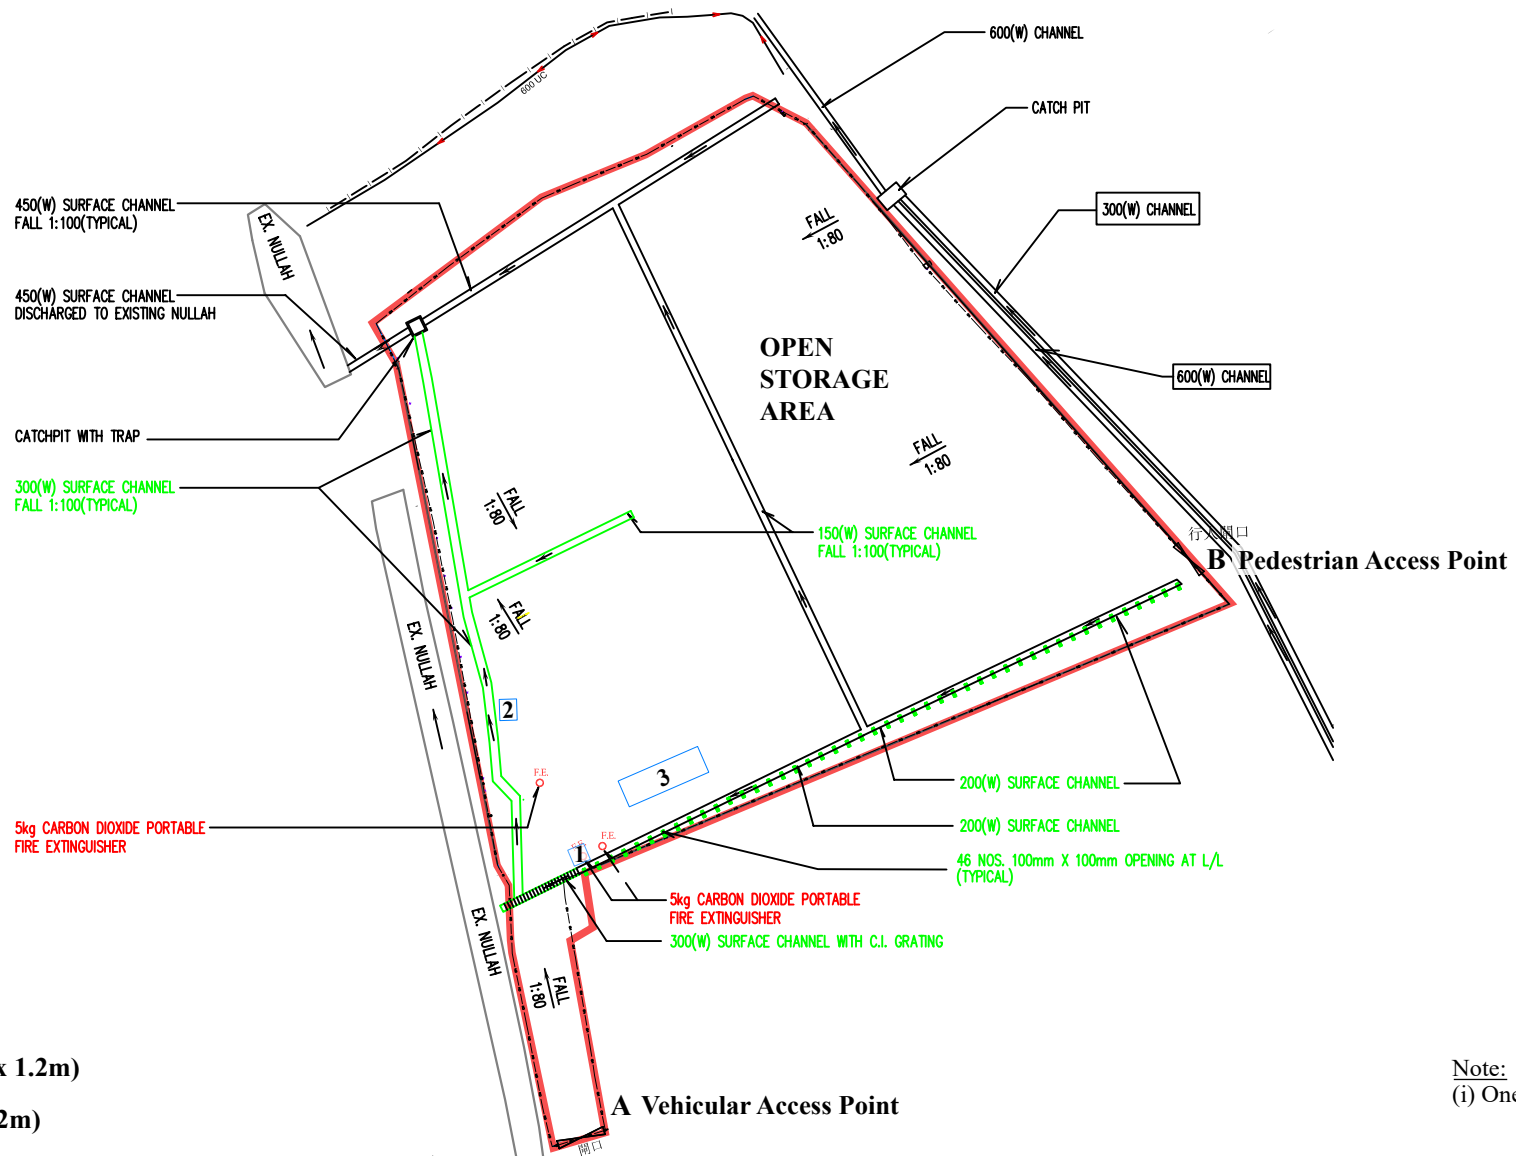 600(W) CHANNEL
600 UC
CATCH PIT
450(W) SURFACE CHANNEL
FALL 1:100(TYPICAL)
EX. NULLAH
300(W) CHANNEL
FALL
1:80
450(W) SURFACE CHANNEL
DISCHARGED TO EXISTING NULLAH
OPEN
STORAGE
AREA
600(W) CHANNEL
CATCHPIT WITH TRAP
FALL
1:80
300(W) SURFACE CHANNEL
FALL 1:100(TYPICAL)
FALL
1:80
150(W) SURFACE CHANNEL
FALL 1:100(TYPICAL)
行人閘口
B Pedestrian Access Point
FALL
1:80
EX. NULLAH
2
3
F.E.
200(W) SURFACE CHANNEL
5kg CARBON DIOXIDE PORTABLE
FIRE EXTINGUISHER
200(W) SURFACE CHANNEL
F.E.
1
46 NOS. 100mm X 100mm OPENING AT L/L
(TYPICAL)
5kg CARBON DIOXIDE PORTABLE
FIRE EXTINGUISHER
300(W) SURFACE CHANNEL WITH C.I. GRATING
EX. NULLAH
FALL
1:80
x 1.2m)
2m)
A Vehicular Access Point
閘口
Note:
(i) One